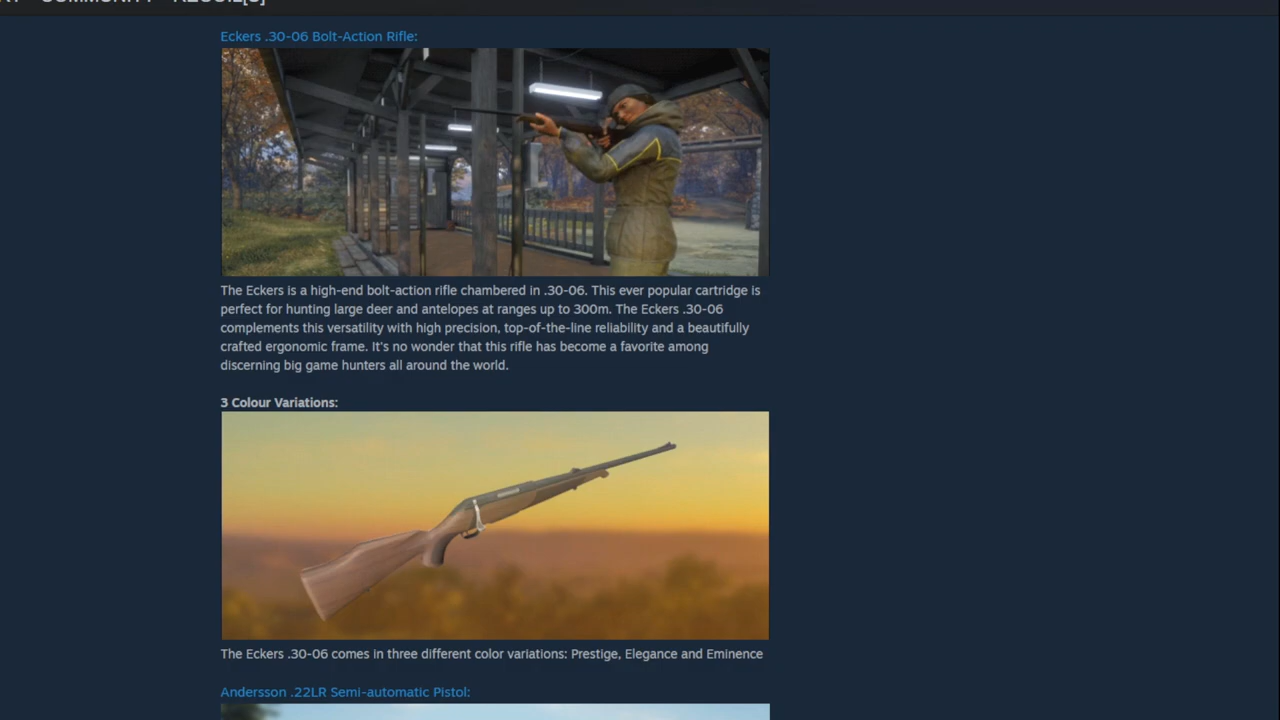 Eckers .30-06 Bolt-Action Rifle:
The Eckers is a high-end bolt-action rifle chambered in .30-06. This ever popular cartridge is
perfect for hunting large deer and antelopes at ranges up to 300m. The Eckers .30-06
complements this versatility with high precision, top-of-the-line reliability and a beautifully
crafted ergonomic frame. It's no wonder that this rifle has become a favorite among
discerning big game hunters all around the world.
3 Colour Variations:
The Eckers .30-06 comes in three different color variations: Prestige, Elegance and Eminence
Andersson .22LR Semi-automatic Pistol: